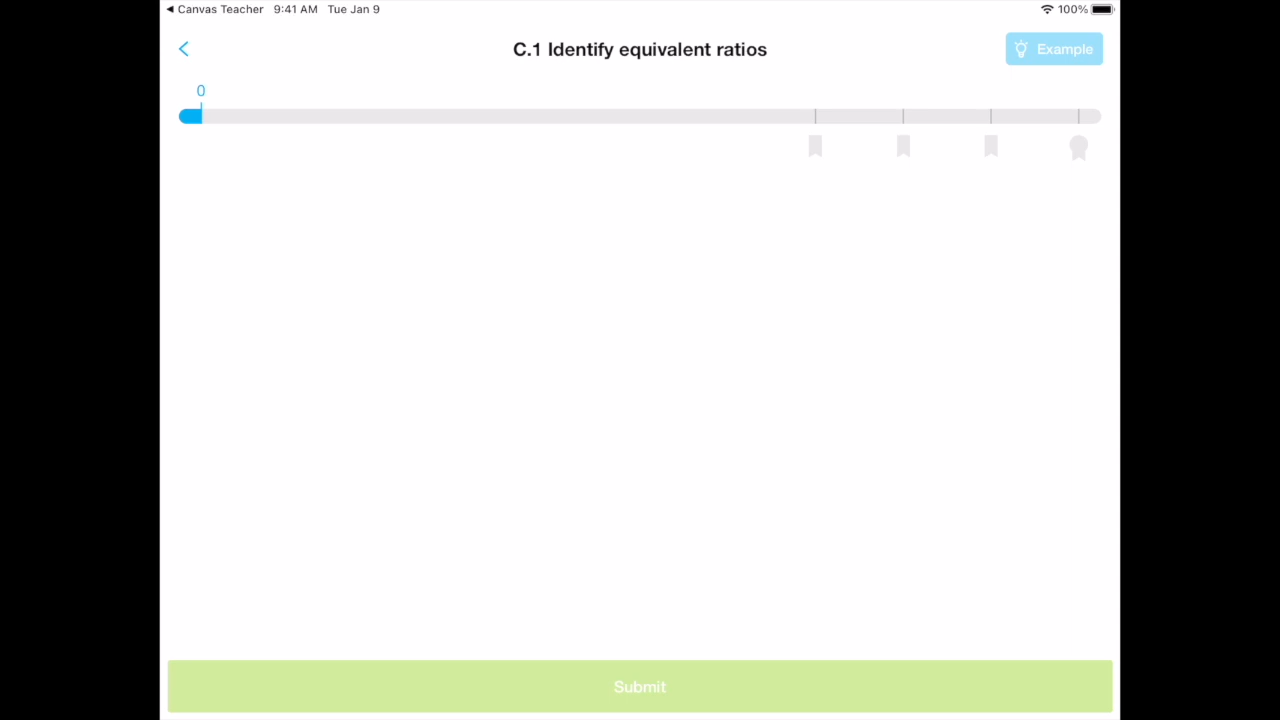 ◀ Canvas Teacher 9:41 AM Tue Jan 9 100%
C.1 Identify equivalent ratios
Example
0
Submit